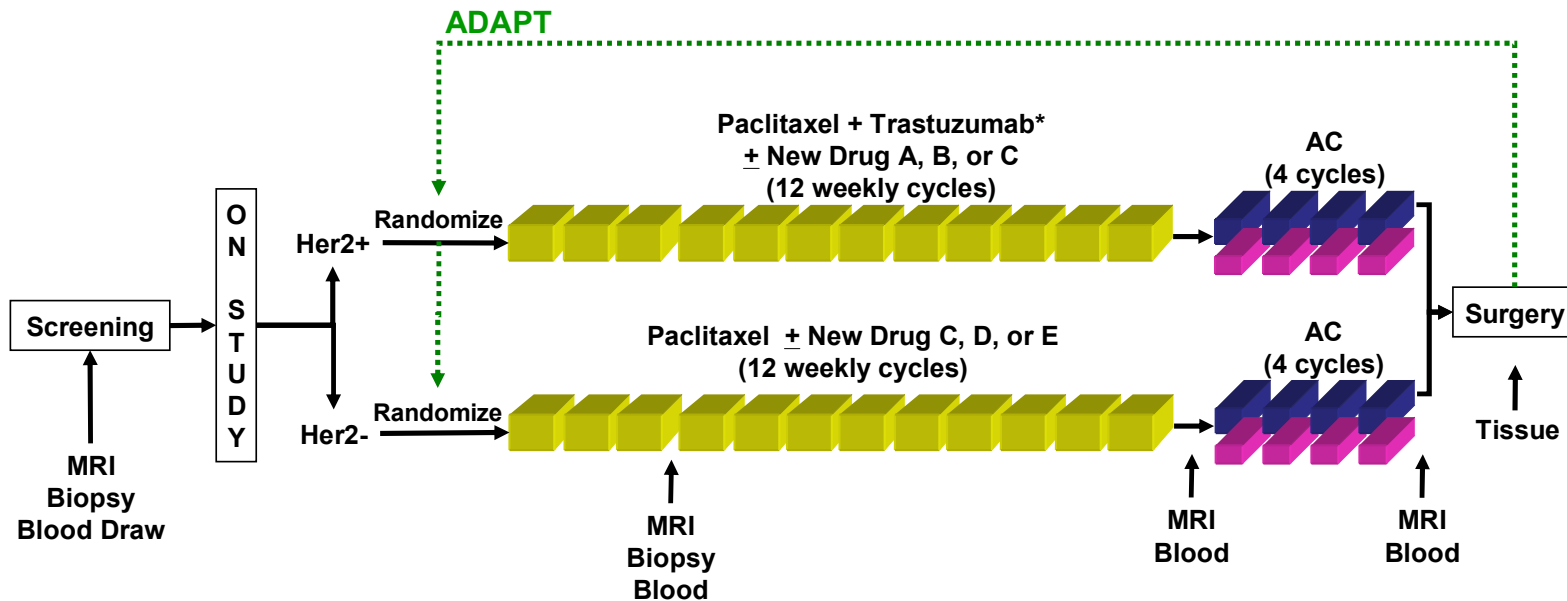 ADAPT
Paclitaxel + Trastuzumab*
± New Drug A, B, or C
(12 weekly cycles)
AC
(4 cycles)
Randomize
Her2+
ON STUDY
Screening
Surgery
Paclitaxel ± New Drug C, D, or E
(12 weekly cycles)
AC
(4 cycles)
Randomize
Her2-
Tissue
MRI
Biopsy
Blood Draw
MRI
Biopsy
Blood
MRI
Blood
MRI
Blood